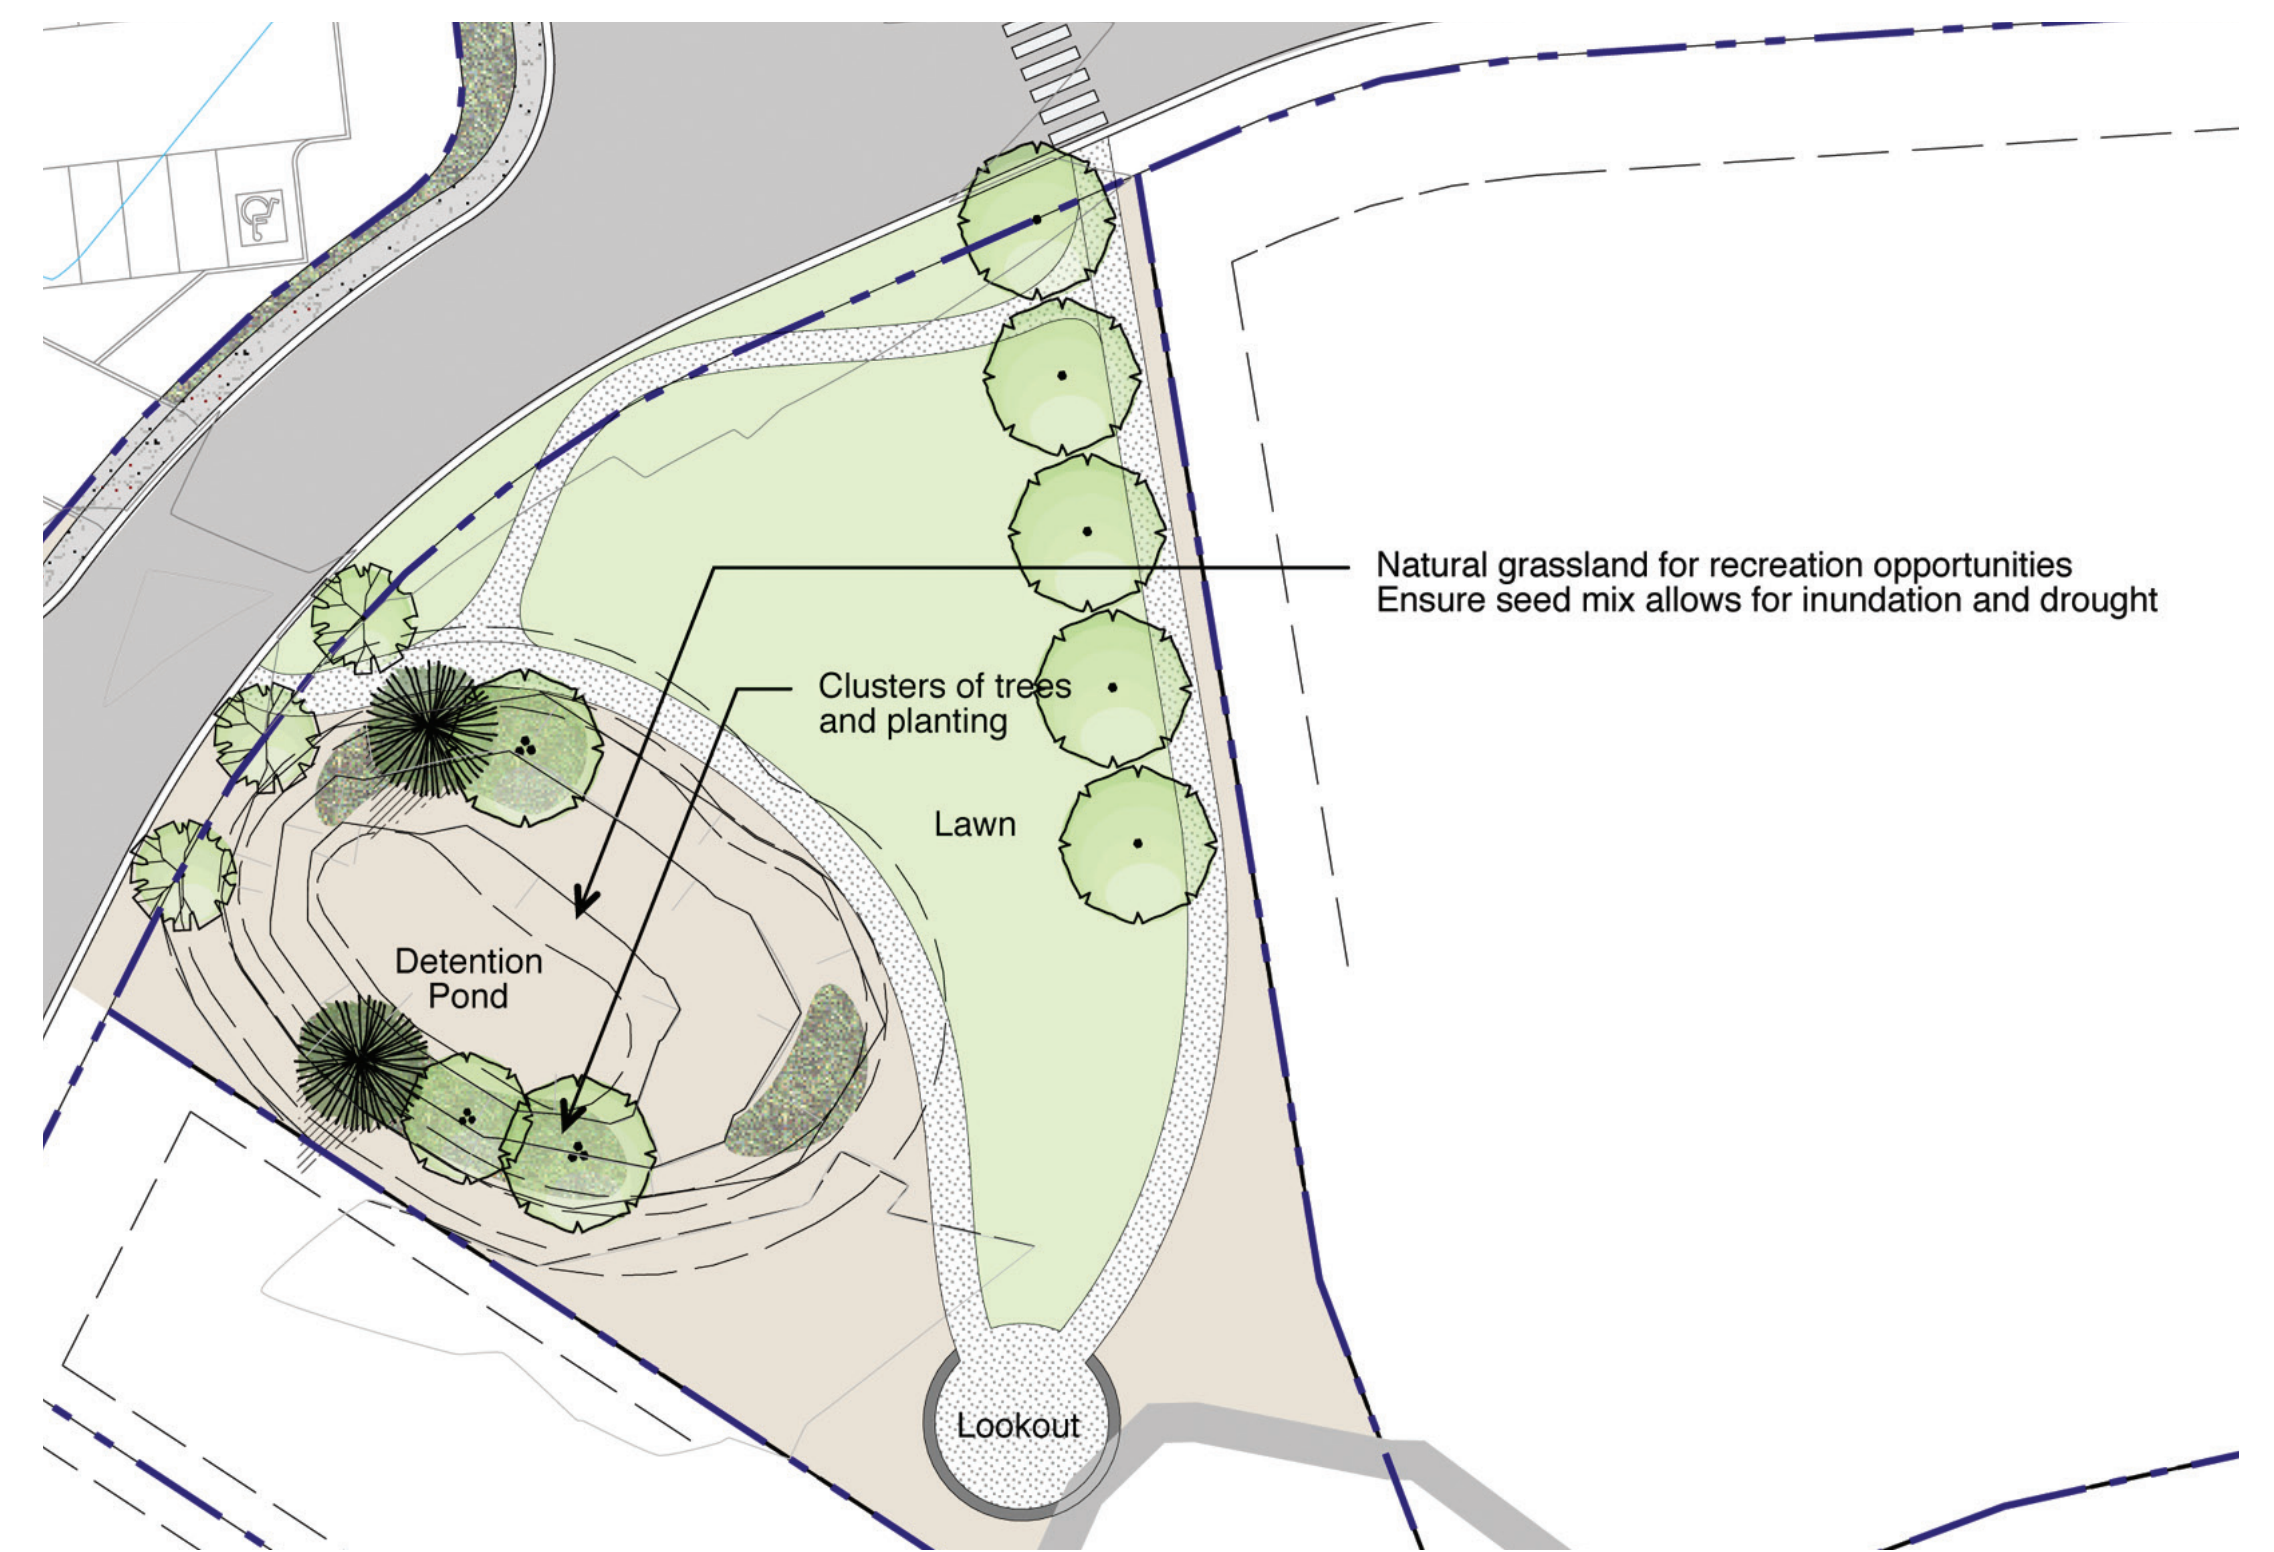 Natural grassland for recreation opportunities
Ensure seed mix allows for inundation and drought
Clusters of trees
and planting
Lawn
Detention
Pond
Lookout